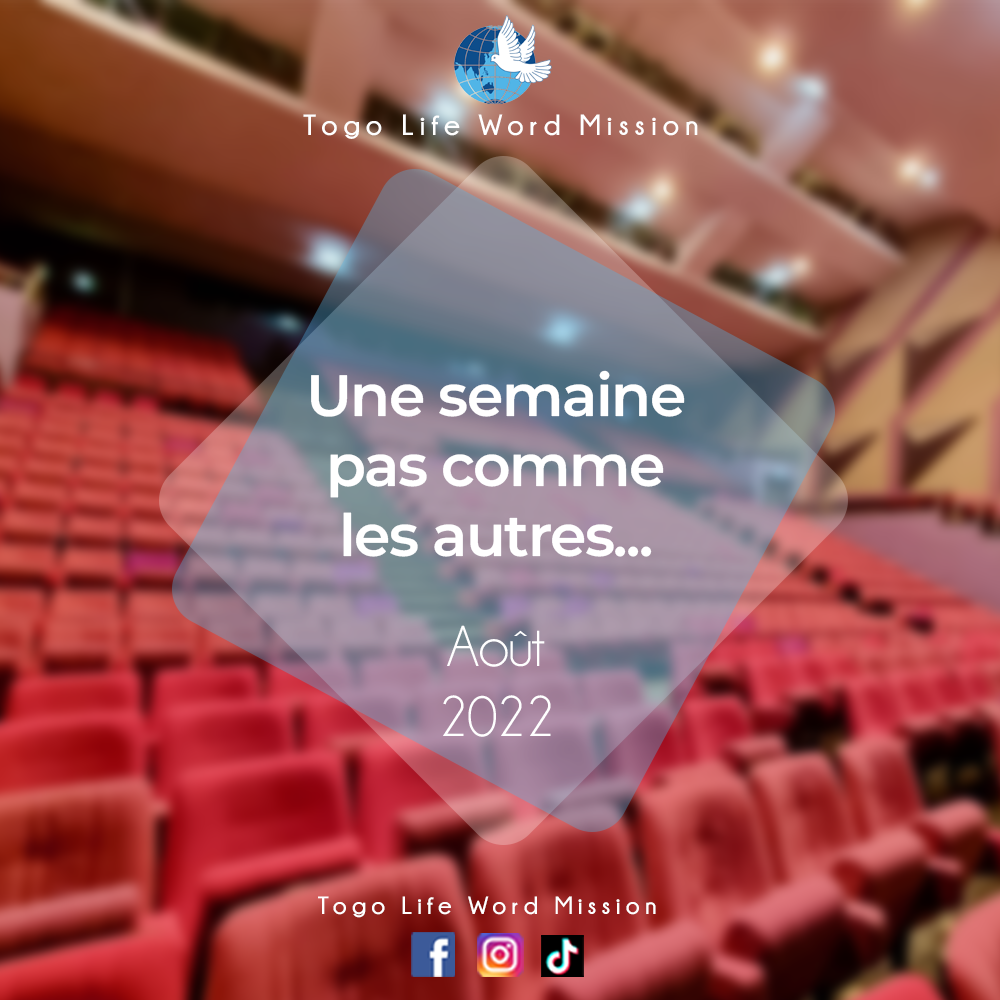 Togo Life Word Mission
Une semaine
pas comme
les autres...
Août
2022
Togo Life Word Mission